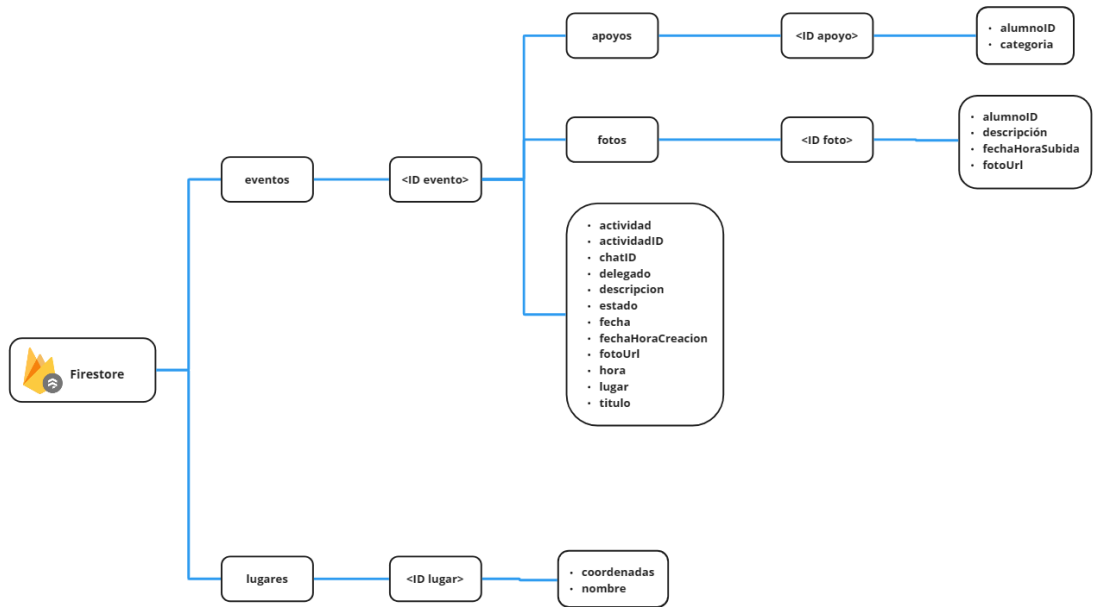 apoyos
<ID apoyo>
• alumnoID
• categoria
fotos
<ID foto>
• alumnoID
• descripción
• fechaHoraSubida
• fotoUrl
eventos
<ID evento>
• actividad
• actividadID
• chatID
• delegado
• descripcion
• estado
• fecha
• fechaHoraCreacion
• fotoUrl
• hora
• lugar
• titulo
Firestore
lugares
<ID lugar>
• coordenadas
• nombre